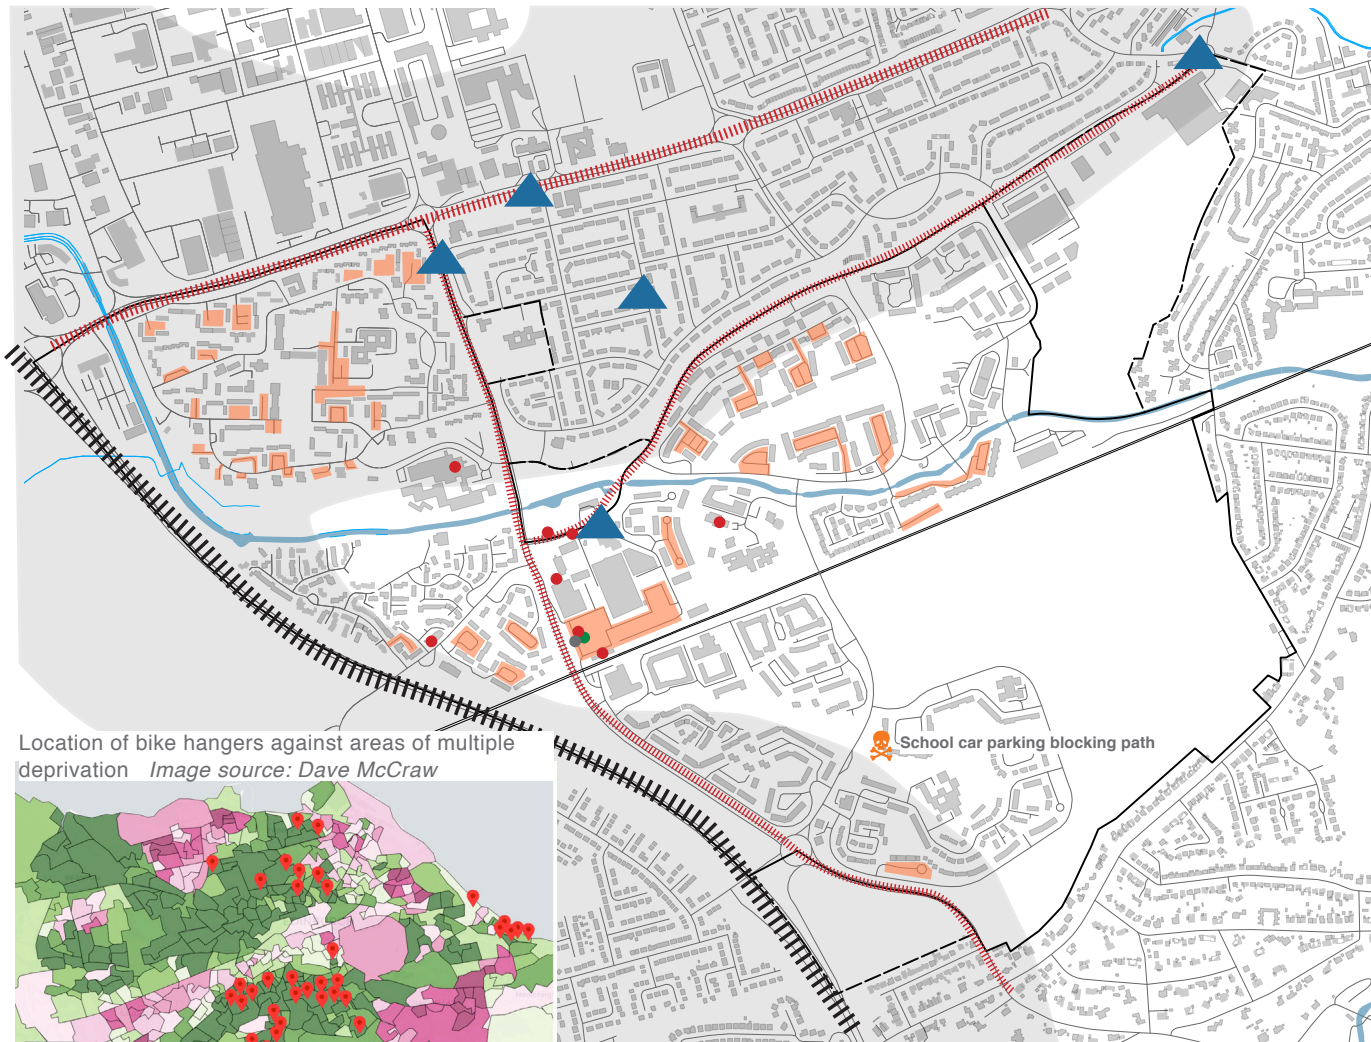 School car parking blocking path
Location of bike hangers against areas of multiple
deprivation Image source: Dave McCraw